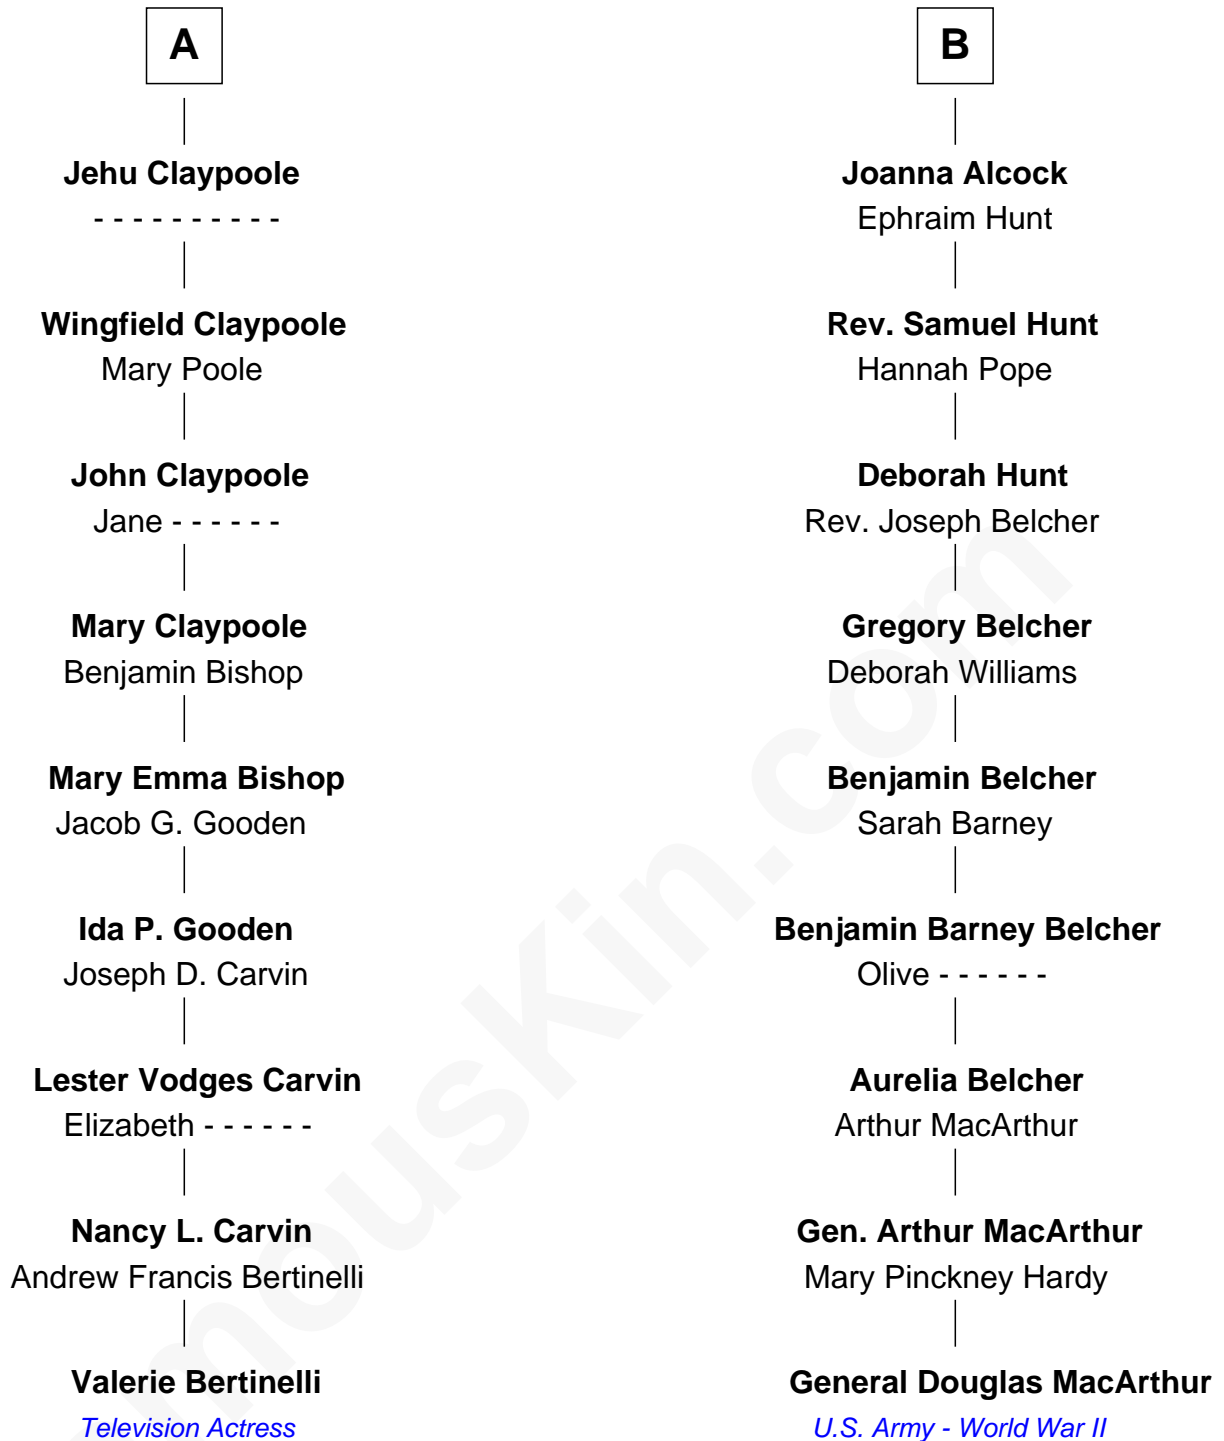 A
Jehu Claypoole
- - - - - - - - - -
Wingfield Claypoole
Mary Poole
John Claypoole
Jane - - - - - -
Mary Claypoole
Benjamin Bishop
Mary Emma Bishop
Jacob G. Gooden
Ida P. Gooden
Joseph D. Carvin
Lester Vodges Carvin
Elizabeth - - - - - -
Nancy L. Carvin
Andrew Francis Bertinelli
Valerie Bertinelli
Television Actress
B
Joanna Alcock
Ephraim Hunt
Rev. Samuel Hunt
Hannah Pope
Deborah Hunt
Rev. Joseph Belcher
Gregory Belcher
Deborah Williams
Benjamin Belcher
Sarah Barney
Benjamin Barney Belcher
Olive - - - - - -
Aurelia Belcher
Arthur MacArthur
Gen. Arthur MacArthur
Mary Pinckney Hardy
General Douglas MacArthur
U.S. Army - World War II
mousKin.com